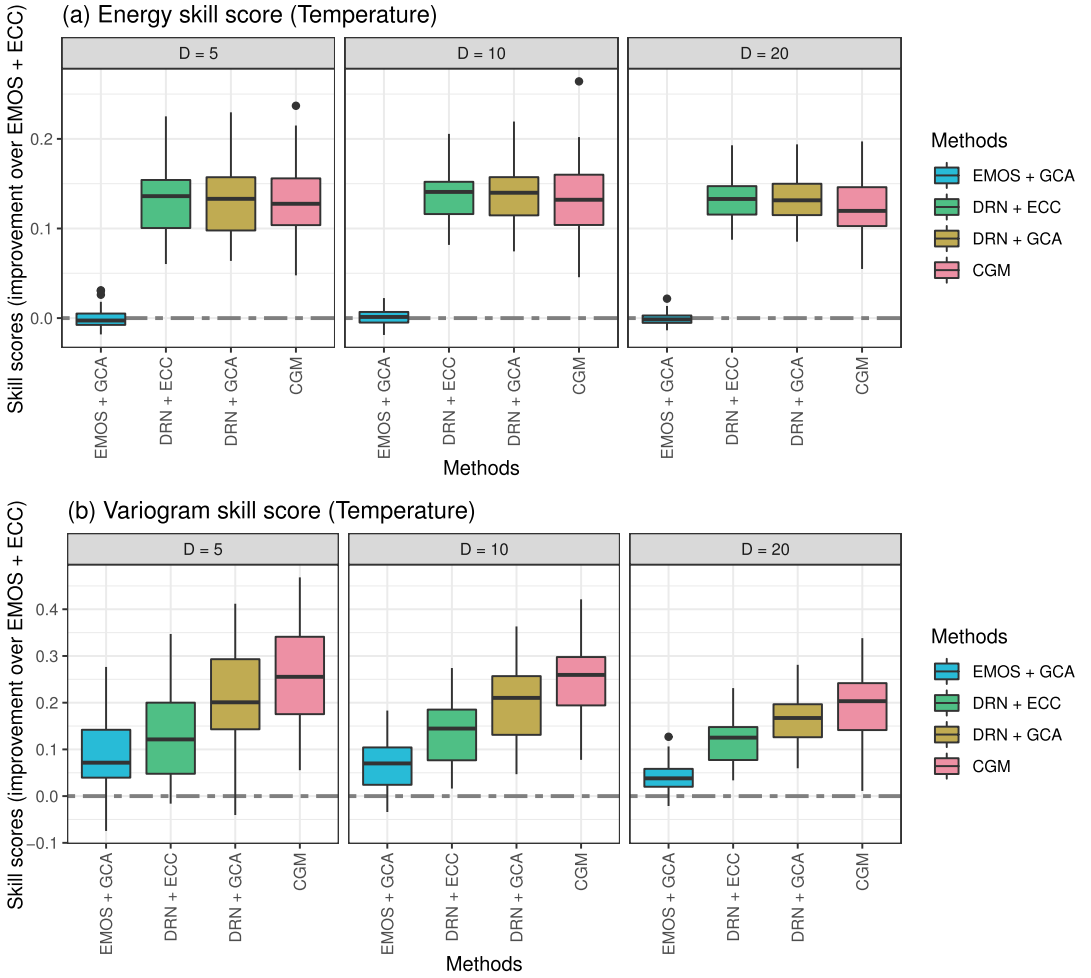 (a) Energy skill score (Temperature)
Skill scores (improvement over EMOS + ECC)
D = 5
D = 10
D = 20
0.2
0.1
0.0
EMOS + GCA
DRN + ECC
DRN + GCA
CGM
EMOS + GCA
DRN + ECC
DRN + GCA
CGM
EMOS + GCA
DRN + ECC
DRN + GCA
CGM
Methods
Methods
EMOS + GCA
DRN + ECC
DRN + GCA
CGM
(b) Variogram skill score (Temperature)
Skill scores (improvement over EMOS + ECC)
D = 5
D = 10
D = 20
0.4
0.3
0.2
0.1
0.0
−0.1
EMOS + GCA
DRN + ECC
DRN + GCA
CGM
EMOS + GCA
DRN + ECC
DRN + GCA
CGM
EMOS + GCA
DRN + ECC
DRN + GCA
CGM
Methods
Methods
EMOS + GCA
DRN + ECC
DRN + GCA
CGM